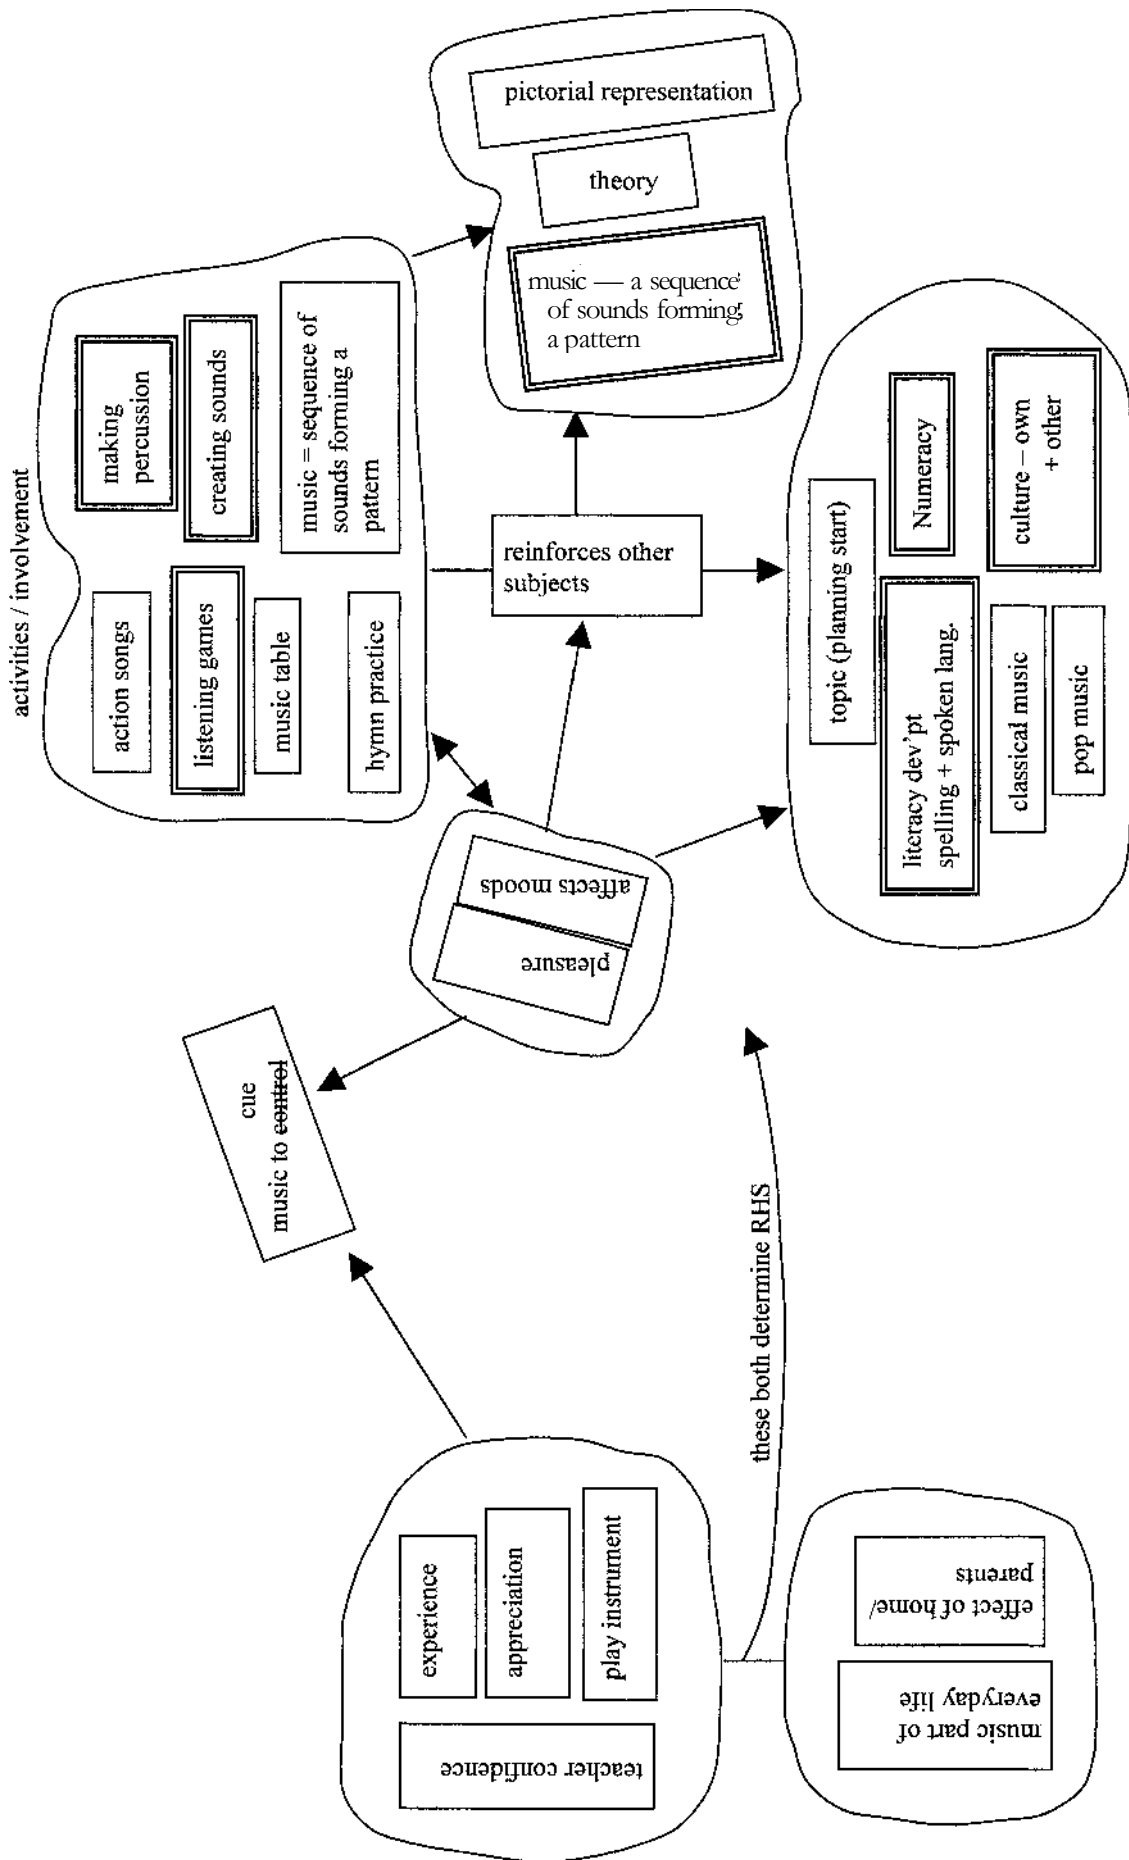 activities / involvement
action songs
making
percussion
listening games
creating sounds
music table
music = sequence of
sounds forming a
pattern
hymn practice
pictorial representation
theory
music — a sequence
of sounds forming
a pattern
reinforces other
subjects
affects moods
pleasure
cue
music to control
topic (planning start)
literacy dev'pt
spelling + spoken lang.
Numeracy
classical music
culture – own
+ other
pop music
these both determine RHS
experience
appreciation
play instrument
teacher confidence
effect of home/
parents
music part of
everyday life